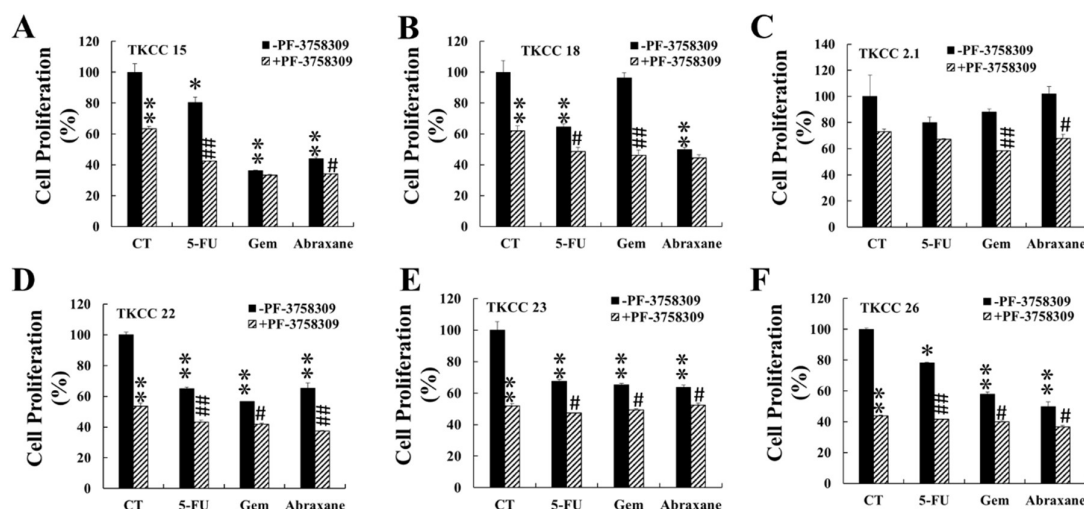 A
TKCC 15
-PF-3758309
+PF-3758309
Cell Proliferation
(%)
120
100
80
60
40
20
0
**
*
##
**
**
#
CT 5-FU Gem Abraxane
B
TKCC 18
-PF-3758309
+PF-3758309
Cell Proliferation
(%)
120
100
80
60
40
20
0
**
**
#
##
**
CT 5-FU Gem Abraxane
C
TKCC 2.1
-PF-3758309
+PF-3758309
Cell Proliferation
(%)
140
120
100
80
60
40
20
0
##
#
CT 5-FU Gem Abraxane
D
TKCC 22
-PF-3758309
+PF-3758309
Cell Proliferation
(%)
120
100
80
60
40
20
0
**
**
##
**
#
**
##
CT 5-FU Gem Abraxane
E
TKCC 23
-PF-3758309
+PF-3758309
Cell Proliferation
(%)
120
100
80
60
40
20
0
**
**
#
**
#
**
#
CT 5-FU Gem Abraxane
F
TKCC 26
-PF-3758309
+PF-3758309
Cell Proliferation
(%)
120
100
80
60
40
20
0
**
*
##
**
#
**
#
CT 5-FU Gem Abraxane